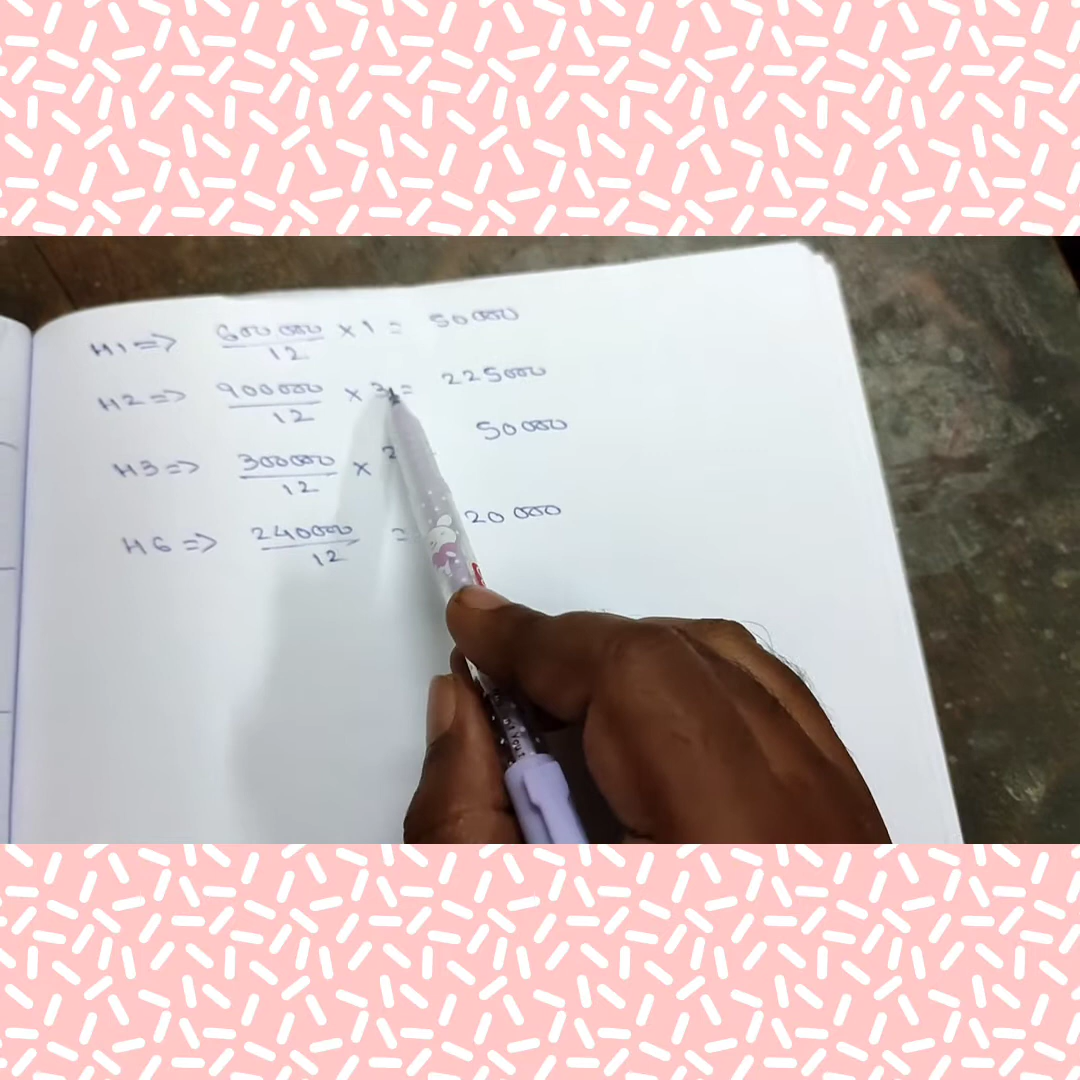 H1 => 600000/12 × 1 = 50000
H2 => 900000/12 × 3 = 225000
H3 => 300000/12 × 2 50000
H6 => 240000/12 = 20000